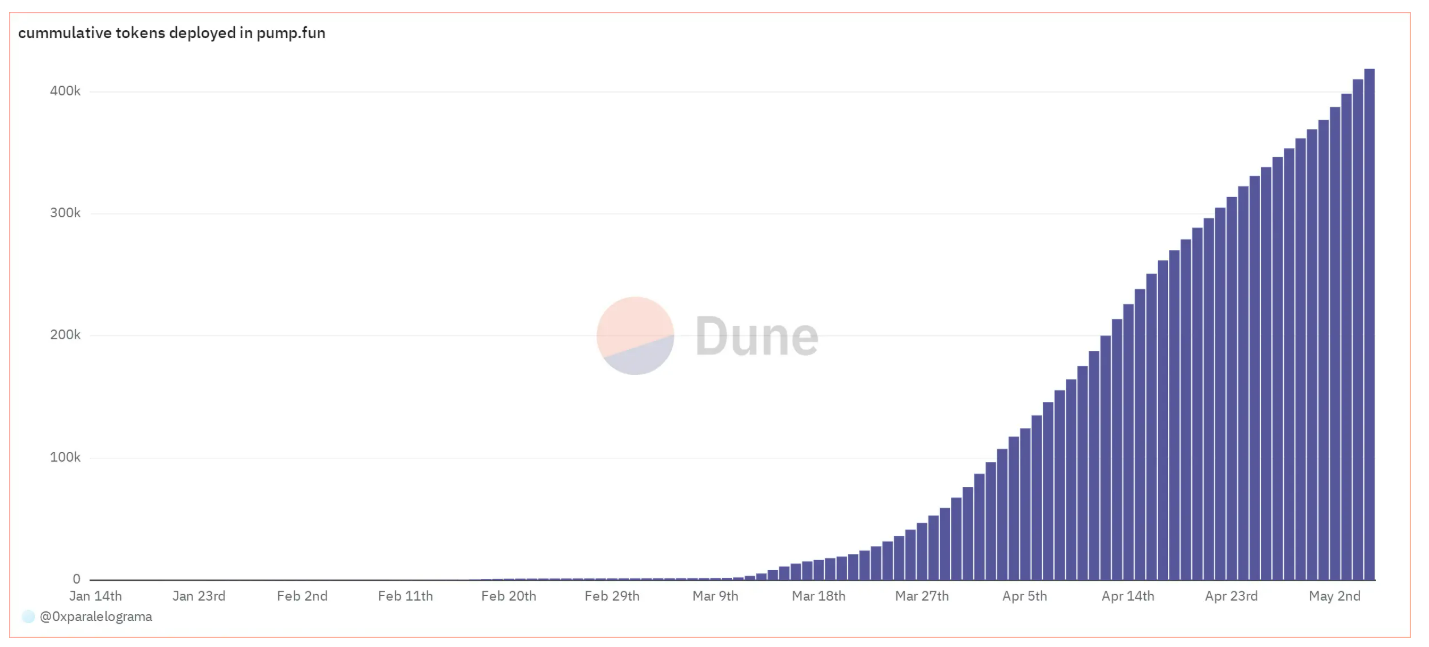 cummulative tokens deployed in pump.fun
400k
300k
200k
100k
0
Dune
Jan 14th Jan 23rd Feb 2nd Feb 11th Feb 20th Feb 29th Mar 9th Mar 18th Mar 27th Apr 5th Apr 14th Apr 23rd May 2nd
@0xparalelograma